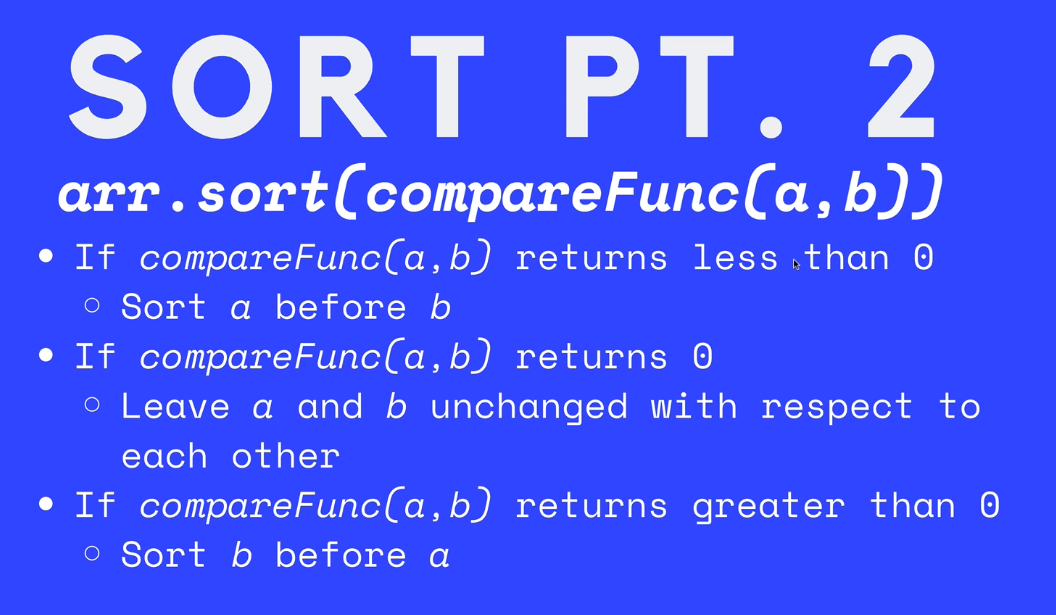 SORT PT. 2
arr.sort(compareFunc(a,b))
• If compareFunc(a,b) returns less than 0
○ Sort a before b
• If compareFunc(a,b) returns 0
○ Leave a and b unchanged with respect to
each other
• If compareFunc(a,b) returns greater than 0
○ Sort b before a